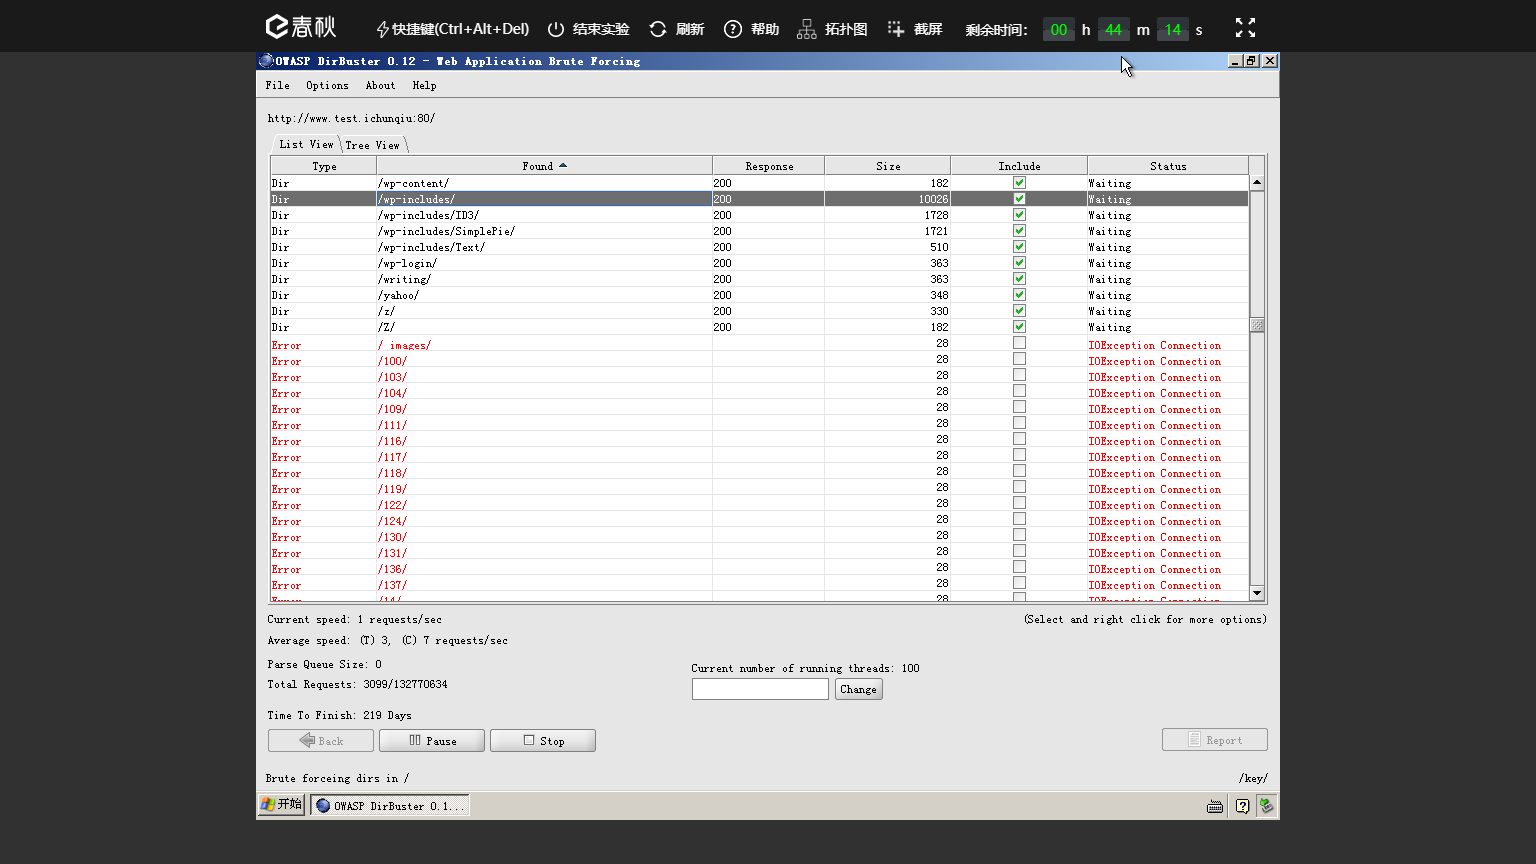 春秋 快捷键(Ctrl+Alt+Del) 结束实验 刷新 帮助 拓扑图 截屏 剩余时间： 00 h 44 m 14 s
OWASP DirBuster 0.12 - Web Application Brute Forcing
File Options About Help
http://www.test.ichunqiu:80/
List View Tree View
Type Found Response Size Include Status
Dir /wp-content/ 200 182 Waiting
Dir /wp-includes/ 200 10026 Waiting
Dir /wp-includes/ID3/ 200 1728 Waiting
Dir /wp-includes/SimplePie/ 200 1721 Waiting
Dir /wp-includes/Text/ 200 510 Waiting
Dir /wp-login/ 200 363 Waiting
Dir /writing/ 200 363 Waiting
Dir /yahoo/ 200 348 Waiting
Dir /z/ 200 330 Waiting
Dir /Z/ 200 182 Waiting
Error / images/ 28 IOException Connection
Error /100/ 28 IOException Connection
Error /103/ 28 IOException Connection
Error /104/ 28 IOException Connection
Error /109/ 28 IOException Connection
Error /111/ 28 IOException Connection
Error /116/ 28 IOException Connection
Error /117/ 28 IOException Connection
Error /118/ 28 IOException Connection
Error /119/ 28 IOException Connection
Error /122/ 28 IOException Connection
Error /124/ 28 IOException Connection
Error /130/ 28 IOException Connection
Error /131/ 28 IOException Connection
Error /136/ 28 IOException Connection
Error /137/ 28 IOException Connection
Error /14/ 28 IOException Connection
Current speed: 1 requests/sec (Select and right click for more options)
Average speed: (T) 3, (C) 7 requests/sec
Parse Queue Size: 0 Current number of running threads: 100
Total Requests: 3099/132770634 Change
Time To Finish: 219 Days
Back Pause Stop Report
Brute forceing dirs in / /key/
开始 OWASP DirBuster 0.1...